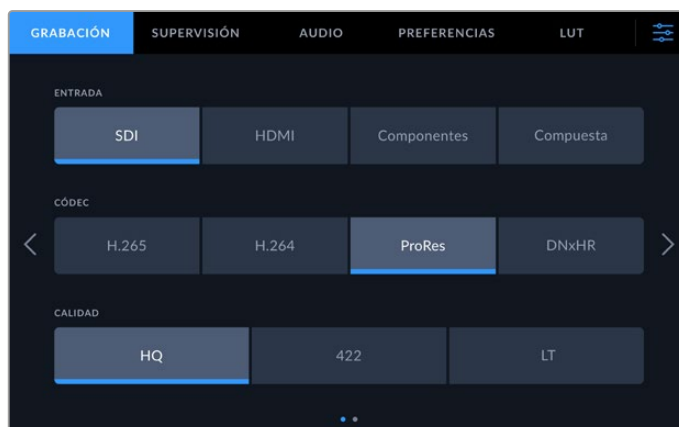 GRABACIÓN SUPERVISIÓN AUDIO PREFERENCIAS LUT
ENTRADA
SDI HDMI Componentes Compuesta
CÓDEC
H.265 H.264 ProRes DNxHR
CALIDAD
HQ 422 LT